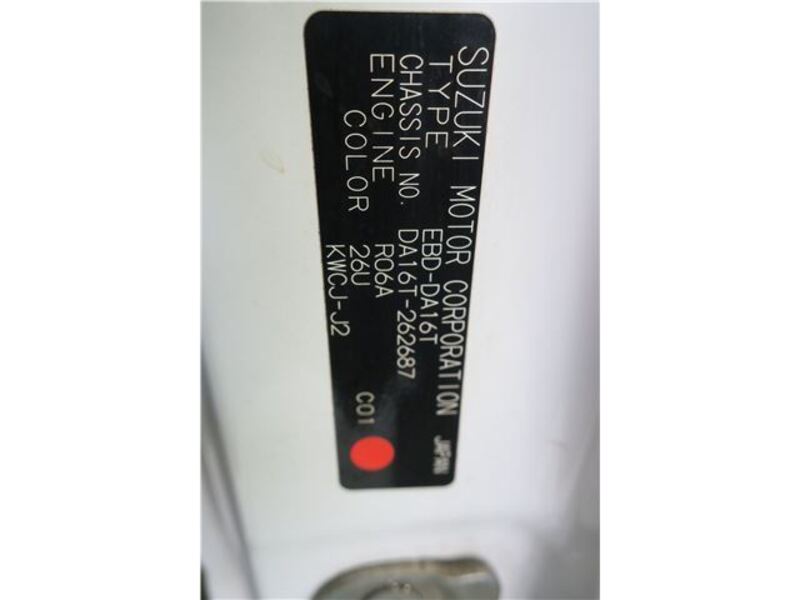 SUZUKI MOTOR CORPORATION JAPAN
TYPE EBD-DA16T
CHASSIS NO. DA16T-262687
ENGINE R06A
COLOR 26U
KWCJ-J2 C01